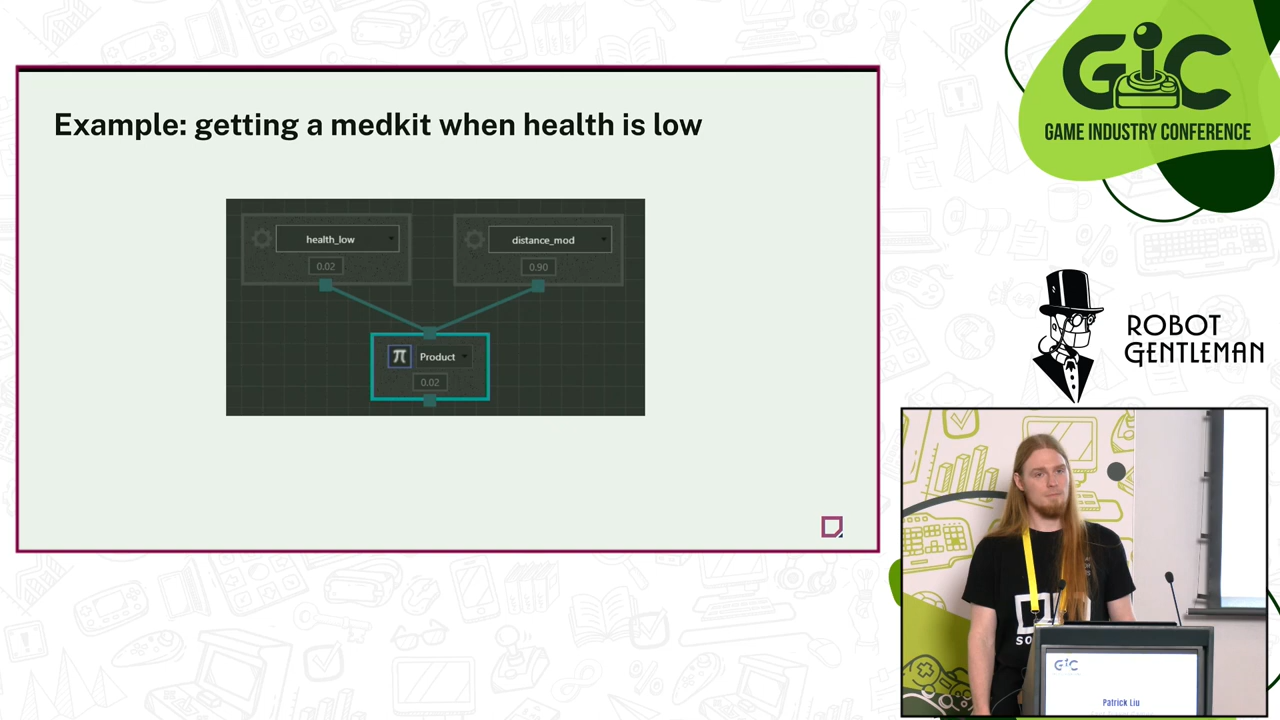 Example: getting a medkit when health is low
health_low
0.02
distance_mod
0.90
π Product
0.02
GIC
GAME INDUSTRY CONFERENCE
ROBOT
GENTLEMAN
SO
GIC
Patrick Liu